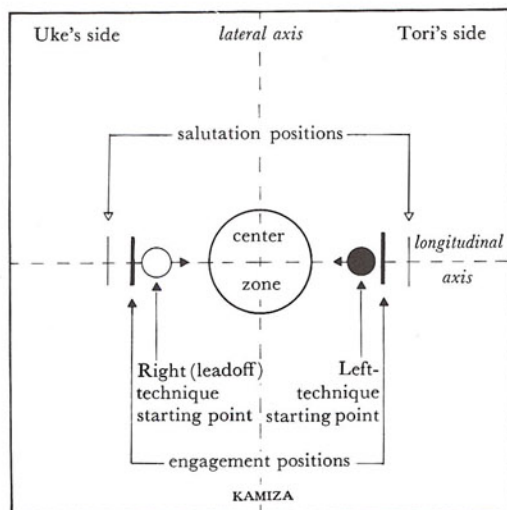 Uke's side
lateral axis
Tori's side
salutation positions
center
zone
longitudinal
axis
Right (leadoff)
technique
starting point
Left-
technique
starting point
engagement positions
KAMIZA